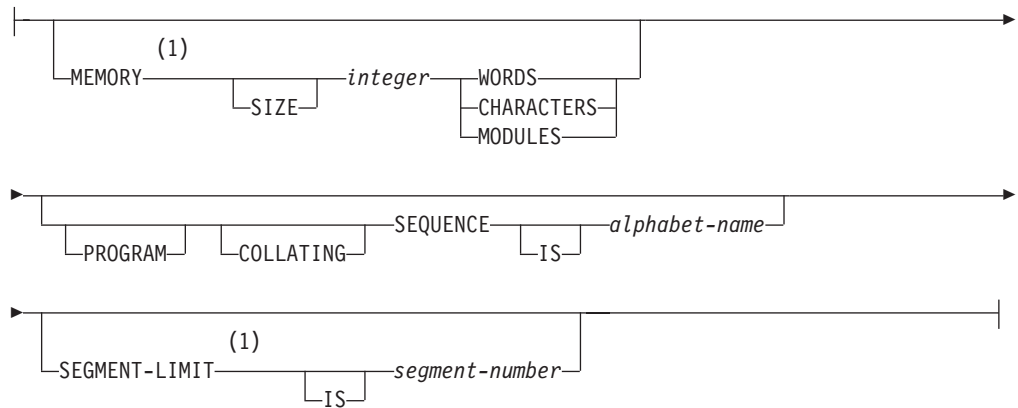 (1)
MEMORY integer WORDS
SIZE CHARACTERS
MODULES
SEQUENCE alphabet-name
PROGRAM COLLATING IS
(1)
SEGMENT-LIMIT segment-number
IS